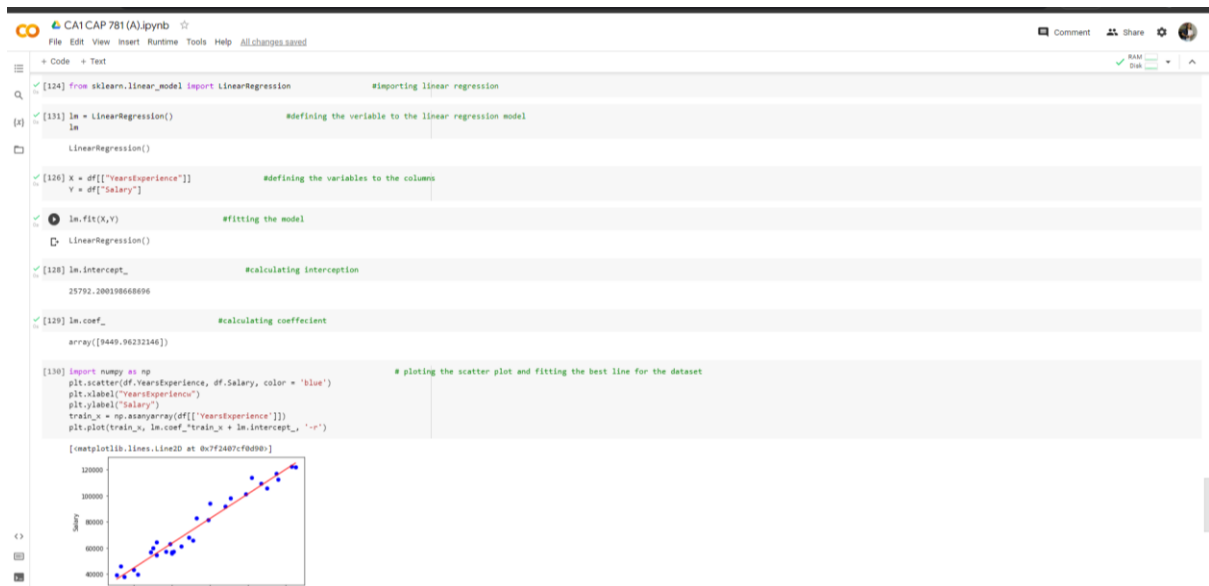 CA1 CAP 781 (A).ipynb
File Edit View Insert Runtime Tools Help All changes saved
Comment Share
+ Code + Text
RAM
Disk
[124] from sklearn.linear_model import LinearRegression #importing linear regression
[131] lm = LinearRegression() #defining the veriable to the linear regression model
lm
LinearRegression()
{x}
[126] X = df[["YearsExperience"]] #defining the variables to the columns
Y = df["Salary"]
lm.fit(X,Y) #fitting the model
LinearRegression()
[128] lm.intercept_ #calculating interception
25792.200198668696
[129] lm.coef_ #calculating coeffecient
array([9449.96232146])
[130] import numpy as np # ploting the scatter plot and fitting the best line for the dataset
plt.scatter(df.YearsExperience, df.Salary, color = 'blue')
plt.xlabel("YearsExperiencw")
plt.ylabel("Salary")
train_x = np.asanyarray(df[['YearsExperience']])
plt.plot(train_x, lm.coef_*train_x + lm.intercept_, '-r')
[<matplotlib.lines.Line2D at 0x7f2407cf0d90>]
120000
100000
80000
60000
40000
Salary